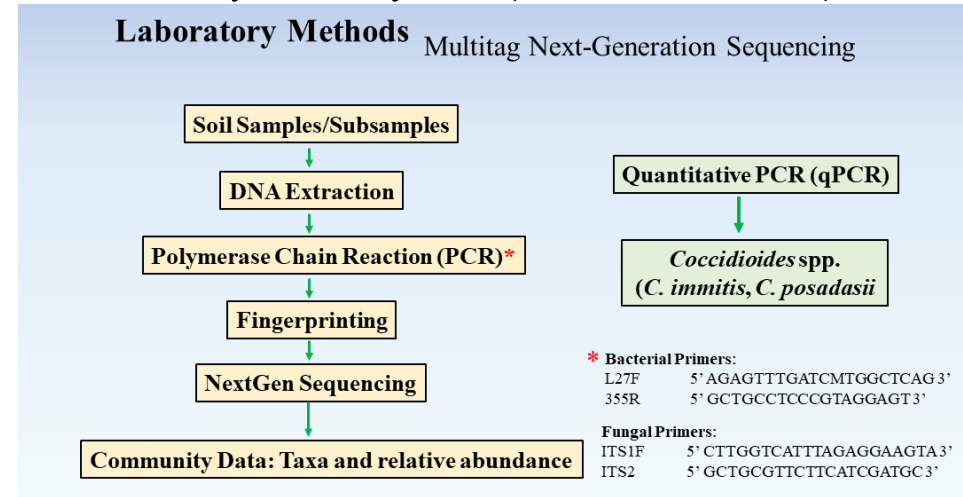 Laboratory Methods Multitag Next-Generation Sequencing
Soil Samples/Subsamples
DNA Extraction
Polymerase Chain Reaction (PCR)*
Fingerprinting
NextGen Sequencing
Community Data: Taxa and relative abundance
Quantitative PCR (qPCR)
Coccidioides spp.
(C. immitis, C. posadasii
* Bacterial Primers:
L27F 5’ AGAGTTTGATCMTGGCTCAG 3’
355R 5’ GCTGCCTCCCGTAGGAGT 3’
Fungal Primers:
ITS1F 5’ CTTGGTCATTTAGAGGAAGTA 3’
ITS2 5’ GCTGCGTTCTTCATCGATGC 3’